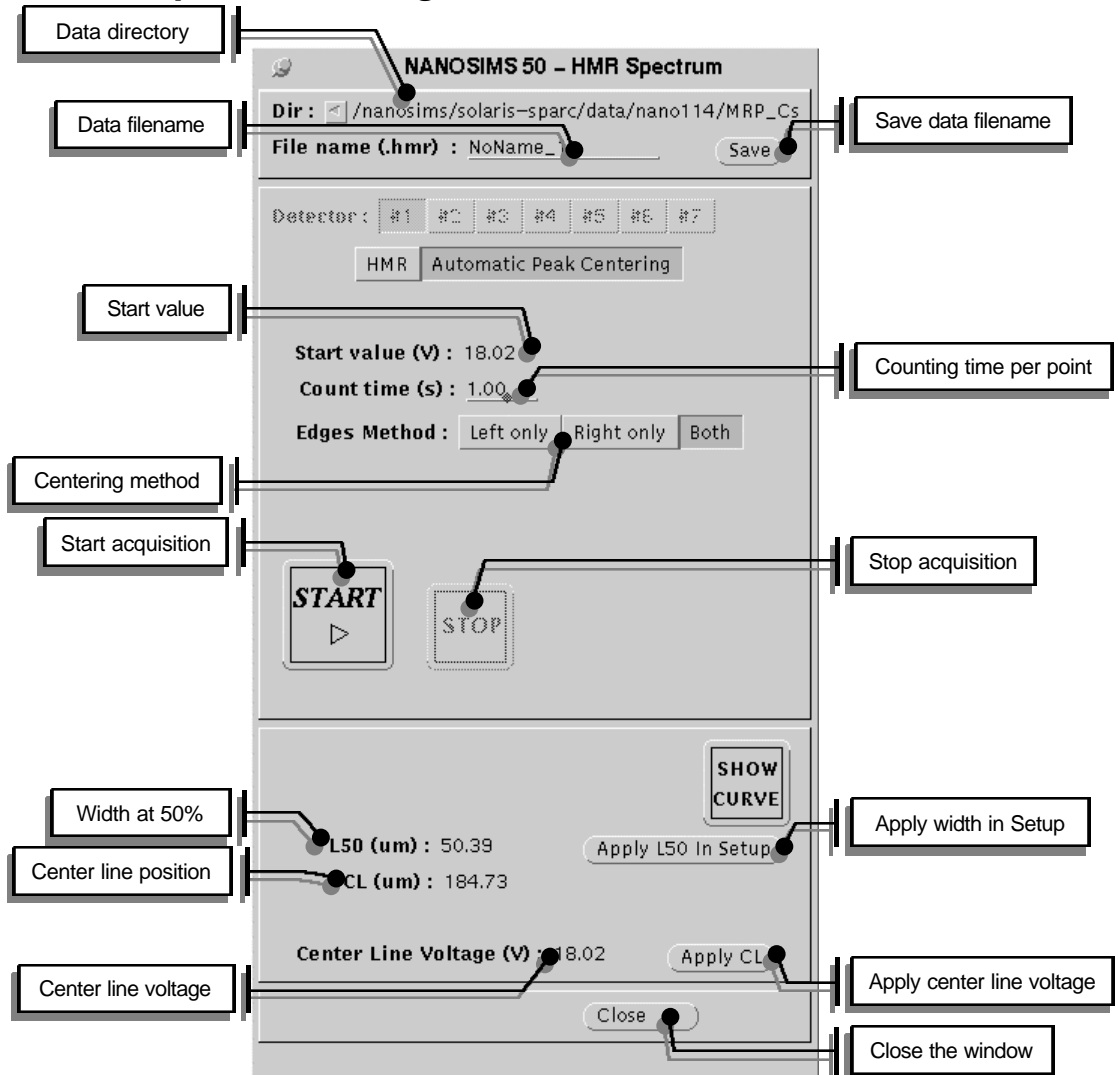 Data directory
NANOSIMS 50 – HMR Spectrum
Dir : /nanosims/solaris–sparc/data/nano114/MRP_Cs
Data filename
Save data filename
File name (.hmr) : NoName_ Save
Detector : #1 #2 #3 #4 #5 #6 #7
HMR Automatic Peak Centering
Start value
Start value (V) : 18.02
Counting time per point
Count time (s) : 1.00
Edges Method : Left only Right only Both
Centering method
Start acquisition
Stop acquisition
START
STOP
SHOW
CURVE
Width at 50%
Apply width in Setup
L50 (um) : 50.39 Apply L50 In Setup
Center line position
CL (um) : 184.73
Center Line Voltage (V) : 18.02 Apply CL
Center line voltage
Apply center line voltage
Close
Close the window